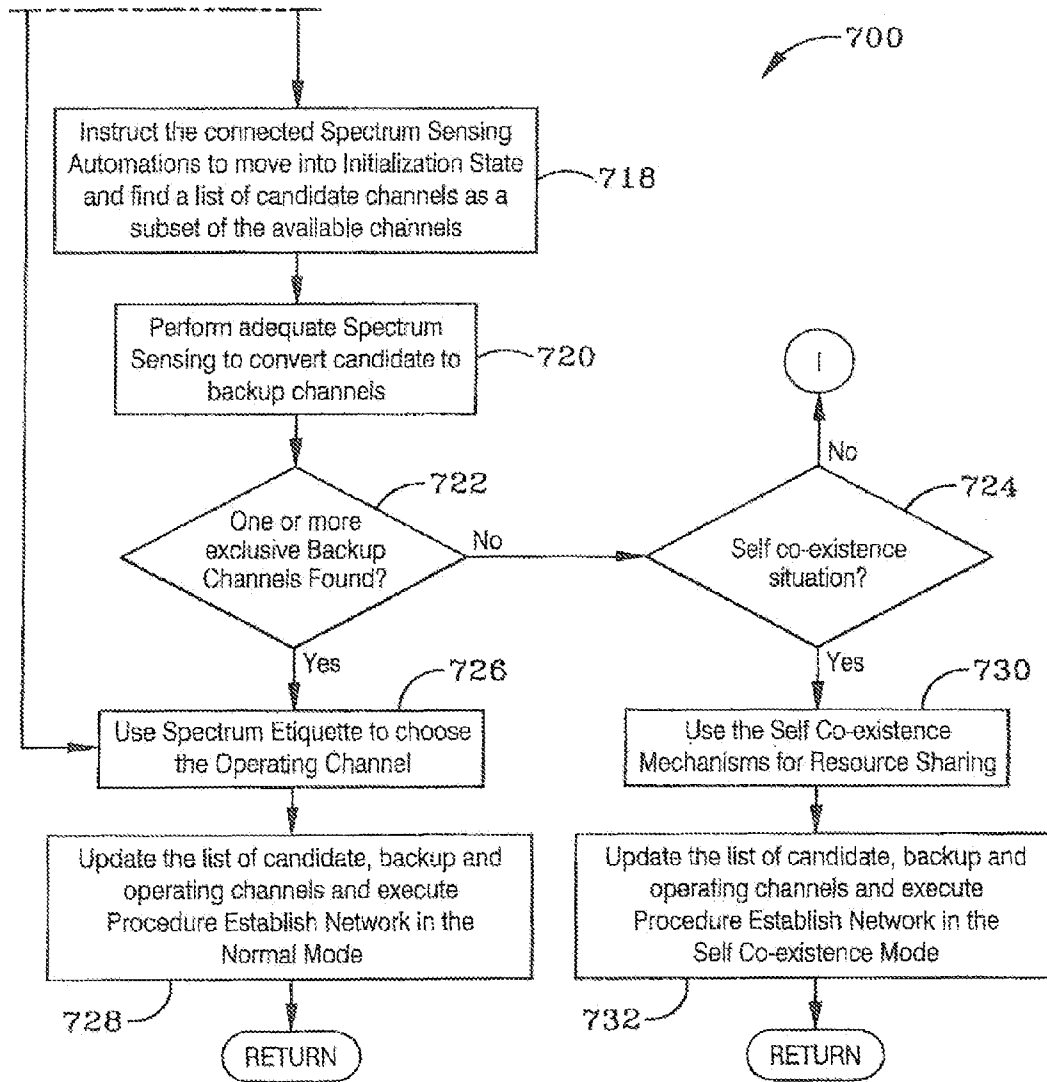 700
Instruct the connected Spectrum Sensing
Automations to move into Initialization State
and find a list of candidate channels as a
subset of the available channels
718
Perform adequate Spectrum
Sensing to convert candidate to
backup channels
720
I
No
722
One or more
exclusive Backup
Channels Found?
No
724
Self co-existence
situation?
Yes
726
Yes
730
Use Spectrum Etiquette to choose
the Operating Channel
Use the Self Co-existence
Mechanisms for Resource Sharing
Update the list of candidate, backup and
operating channels and execute
Procedure Establish Network in the
Normal Mode
Update the list of candidate, backup and
operating channels and execute
Procedure Establish Network in the
Self Co-existence Mode
728
RETURN
732
RETURN